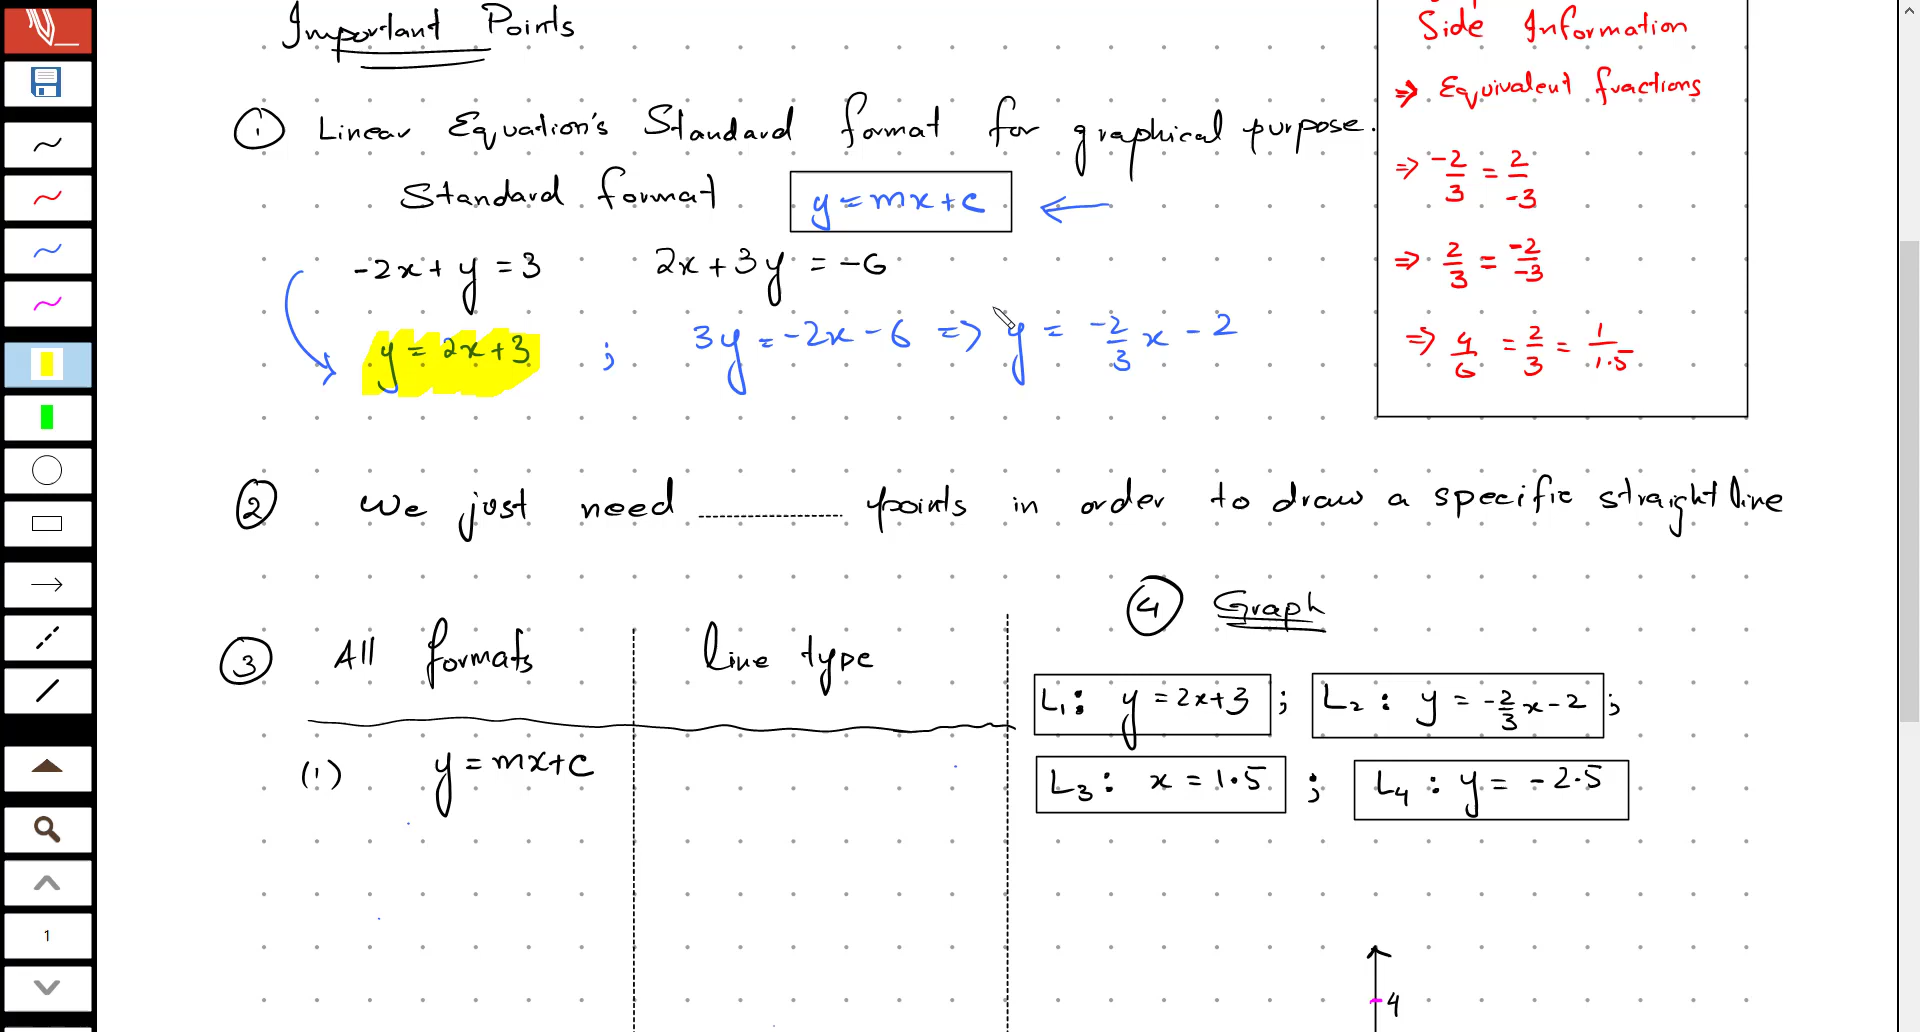 Important Points
① Linear Equation's Standard format for graphical purpose.
Standard format y = mx + c ←
-2x + y = 3    2x + 3y = -6
y = 2x + 3 ; 3y = -2x - 6 => y = -2/3 x - 2
② We just need .............. points in order to draw a specific straight line
③ All formats    line type
(1) y = mx + c
④ Graph
L1: y = 2x + 3 ; L2: y = -2/3 x - 2 ;
L3: x = 1.5 ; L4: y = -2.5
4
Side Information
=> Equivalent fractions
=> -2/3 = 2/-3
=> 2/3 = -2/-3
=> 4/6 = 2/3 = 1/1.5
1